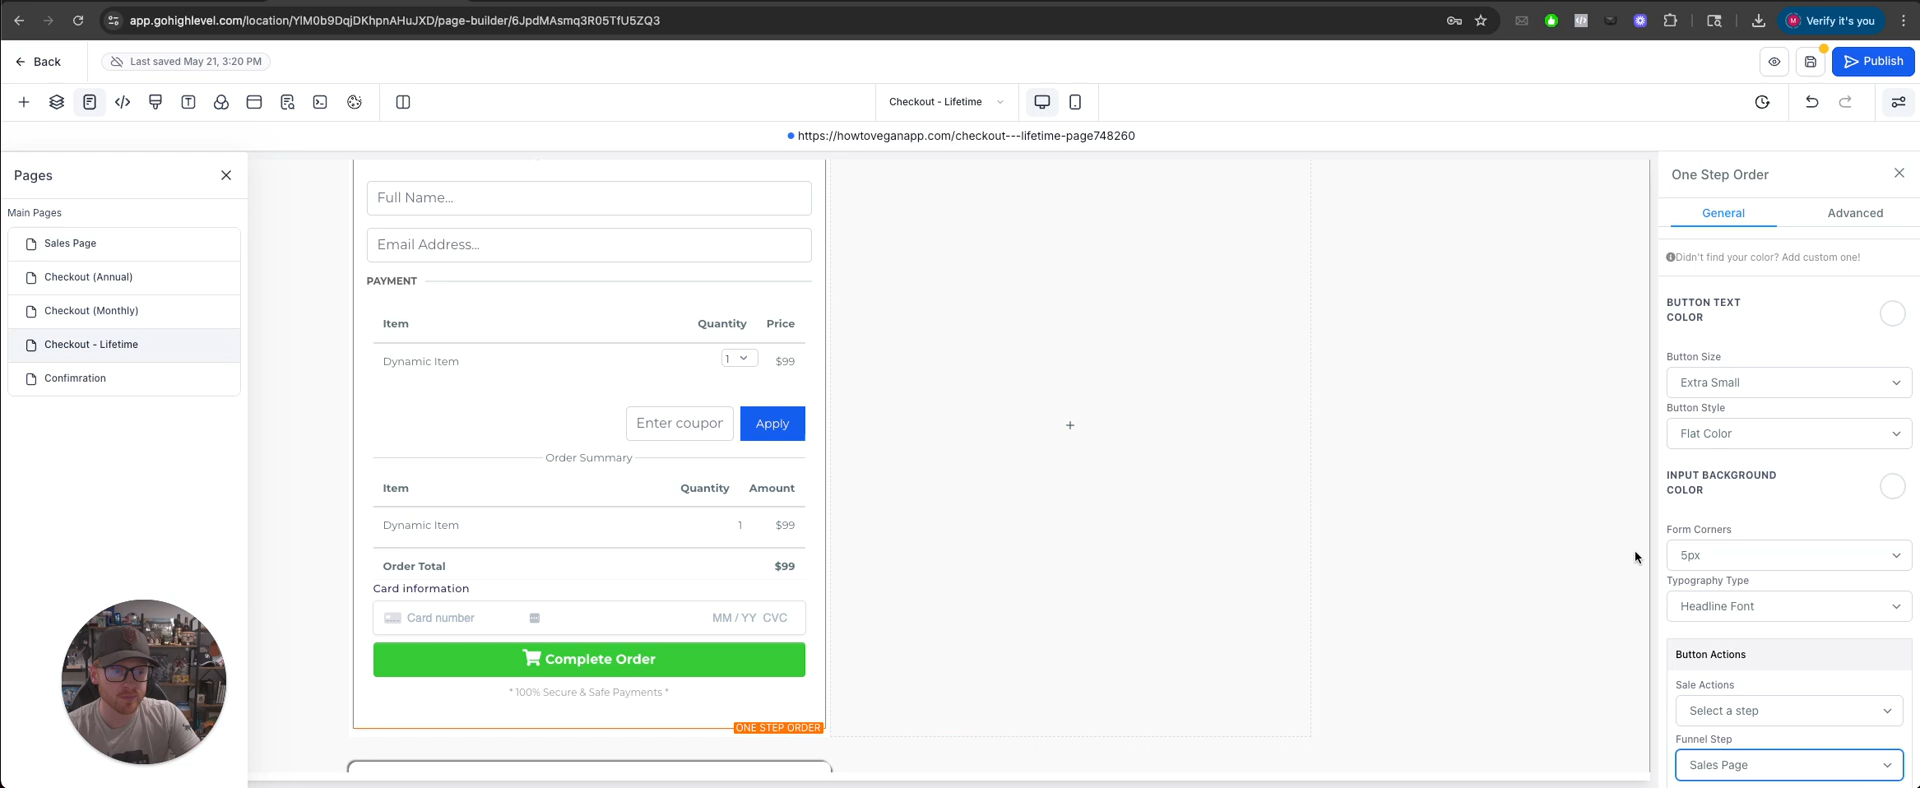 app.gohighlevel.com/location/YlM0b9DqjDKhpnAHuJXD/page-builder/6JpdMAsmq3R05TfU5ZQ3
M
Verify it's you
Back
Last saved May 21, 3:20 PM
Publish
Checkout - Lifetime
https://howtoveganapp.com/checkout---lifetime-page748260
Pages
Main Pages
Sales Page
Checkout (Annual)
Checkout (Monthly)
Checkout - Lifetime
Confimration
Full Name...
Email Address...
PAYMENT
Item Quantity Price
Dynamic Item 1 $99
Enter coupor Apply
Order Summary
Item Quantity Amount
Dynamic Item 1 $99
Order Total $99
Card information
Card number MM / YY CVC
Complete Order
* 100% Secure & Safe Payments *
ONE STEP ORDER
One Step Order
General Advanced
Didn't find your color? Add custom one!
BUTTON TEXT
COLOR
Button Size
Extra Small
Button Style
Flat Color
INPUT BACKGROUND
COLOR
Form Corners
5px
Typography Type
Headline Font
Button Actions
Sale Actions
Select a step
Funnel Step
Sales Page